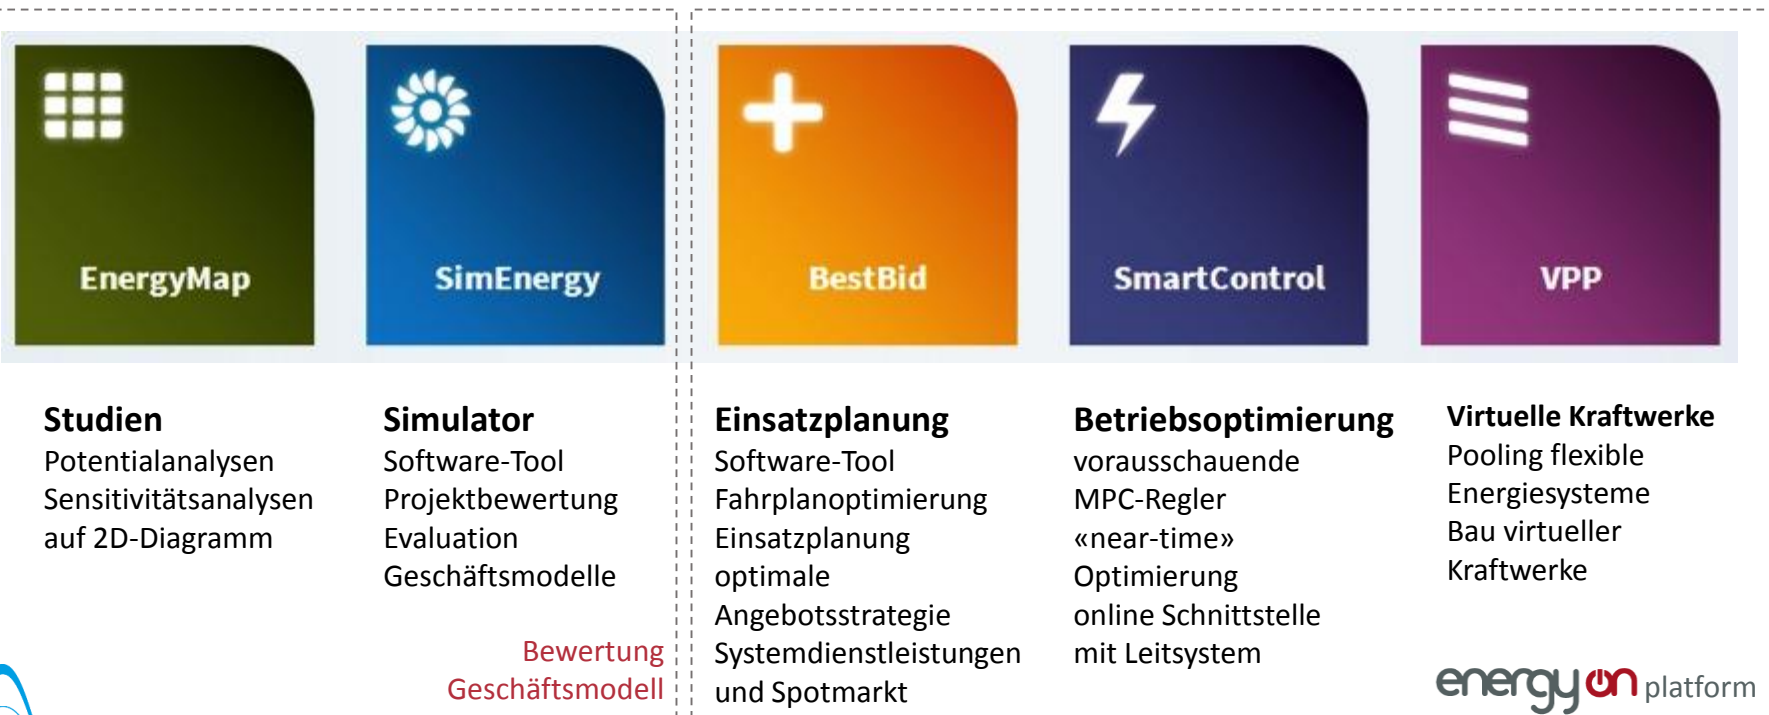 EnergyMap
SimEnergy
BestBid
SmartControl
VPP
Studien
Potentialanalysen
Sensitivitätsanalysen
auf 2D-Diagramm
Simulator
Software-Tool
Projektbewertung
Evaluation
Geschäftsmodelle
Bewertung
Geschäftsmodell
Einsatzplanung
Software-Tool
Fahrplanoptimierung
Einsatzplanung
optimale
Angebotsstrategie
Systemdienstleistungen
und Spotmarkt
Betriebsoptimierung
vorausschauende
MPC-Regler
«near-time»
Optimierung
online Schnittstelle
mit Leitsystem
Virtuelle Kraftwerke
Pooling flexible
Energiesysteme
Bau virtueller
Kraftwerke
energy on platform